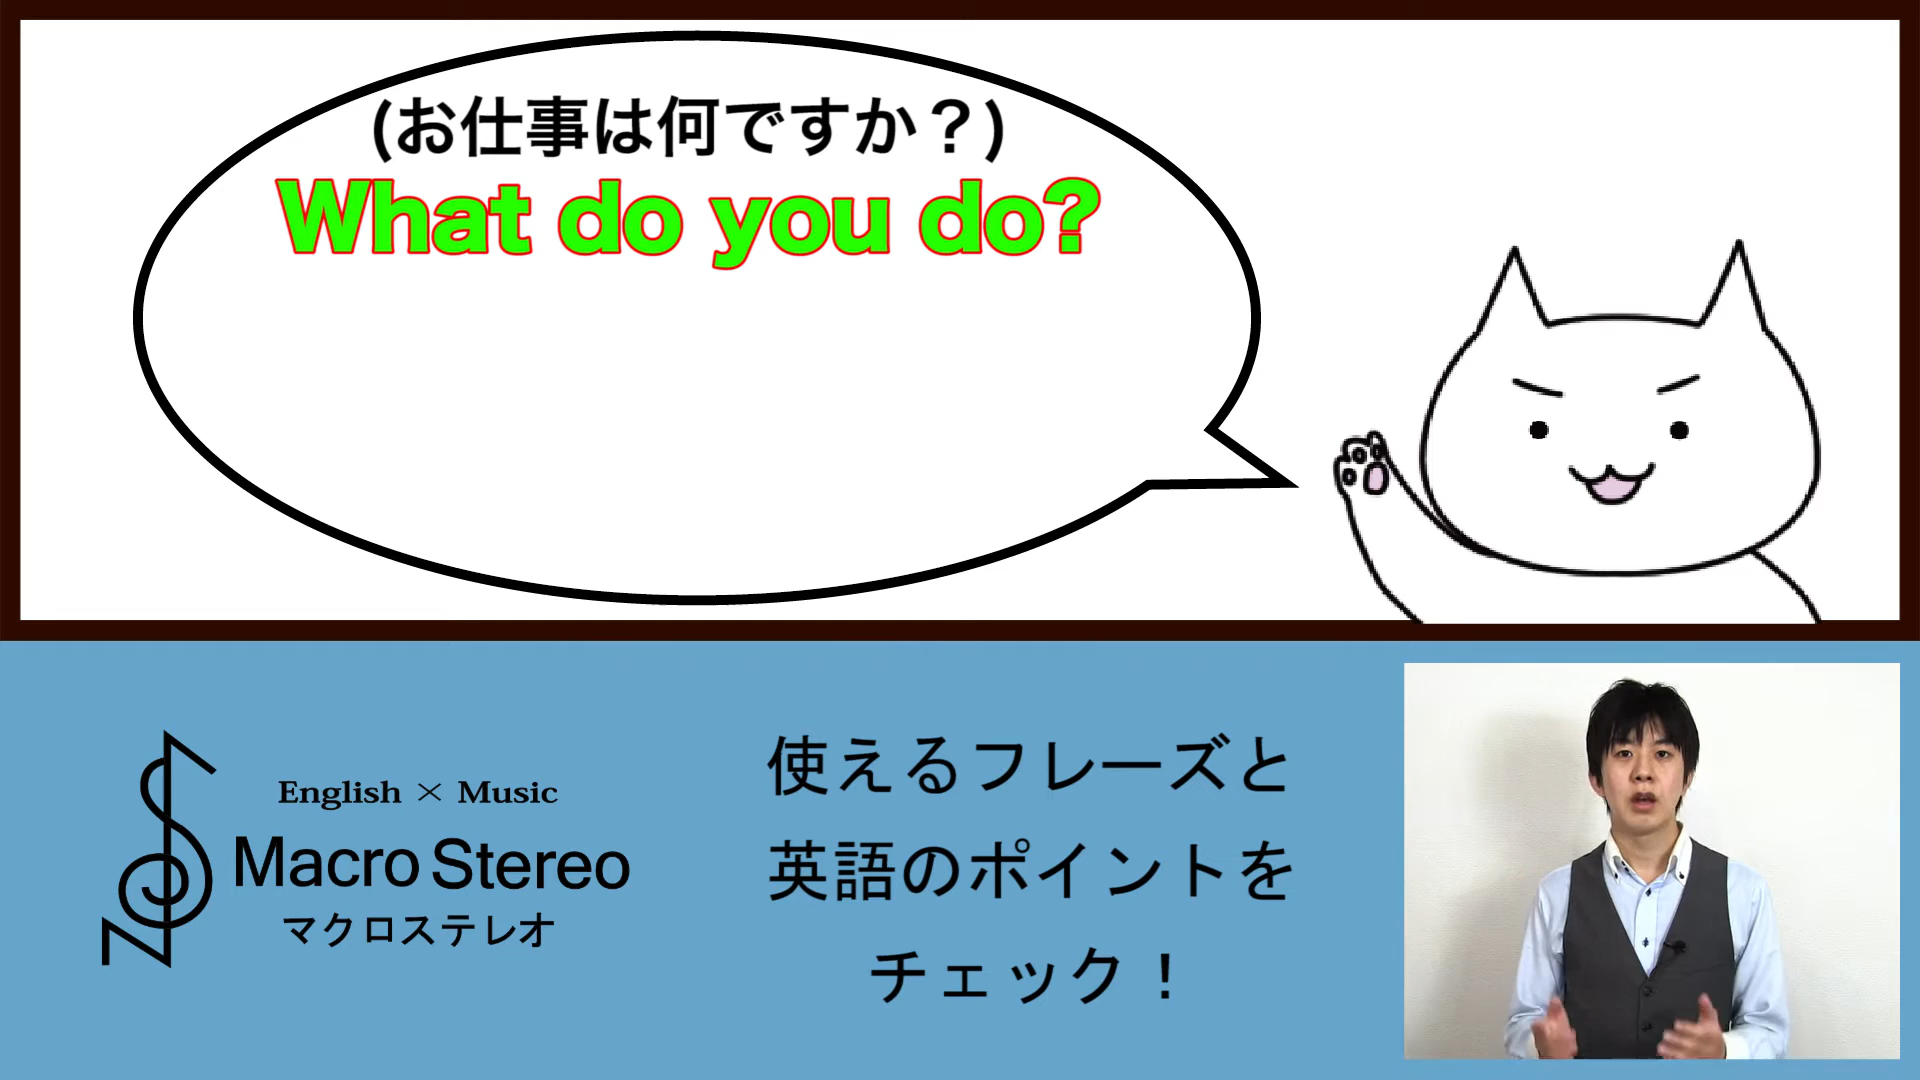 (お仕事は何ですか？)
What do you do?
English × Music
Macro Stereo
マクロステレオ
使えるフレーズと
英語のポイントを
チェック！